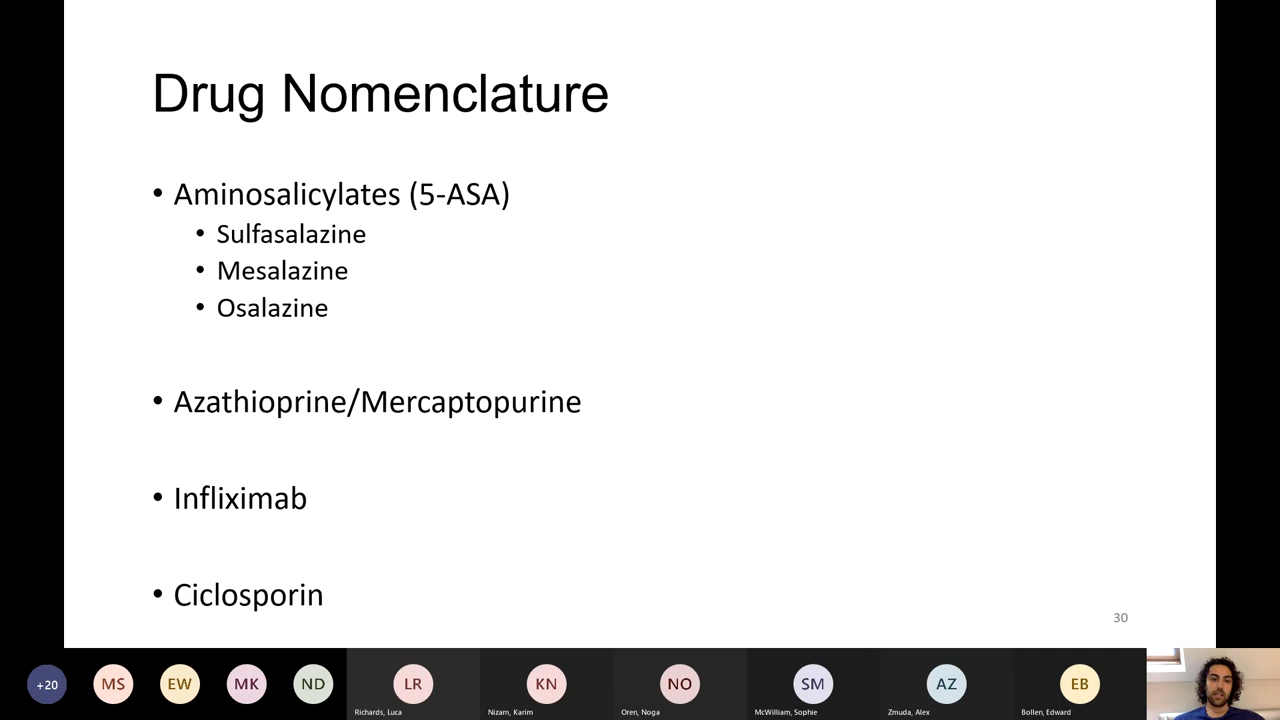 Drug Nomenclature
• Aminosalicylates (5-ASA)
• Sulfasalazine
• Mesalazine
• Osalazine
• Azathioprine/Mercaptopurine
• Infliximab
• Ciclosporin
30
+20 MS EW MK ND LR KN NO SM AZ EB
Richards, Luca Nizam, Karim Oren, Noga McWilliam, Sophie Zmuda, Alex Bollen, Edward